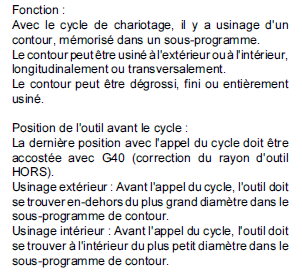 Fonction :
Avec le cycle de chariotage, il y a usinage d'un
contour, mémorisé dans un sous-programme.
Le contour peut être usiné à l'extérieur ou à l'intérieur,
longitudinalement ou transversalement.
Le contour peut être dégrossi, fini ou entièrement
usiné.
Position de l'outil avant le cycle :
La dernière position avec l'appel du cycle doit être
accostée avec G40 (correction du rayon d'outil
HORS).
Usinage extérieur : Avant l'appel du cycle, l'outil doit
se trouver en-dehors du plus grand diamètre dans le
sous-programme de contour.
Usinage intérieur : Avant l'appel du cycle, l'outil doit
se trouver à l'intérieur du plus petit diamètre dans le
sous-programme de contour.